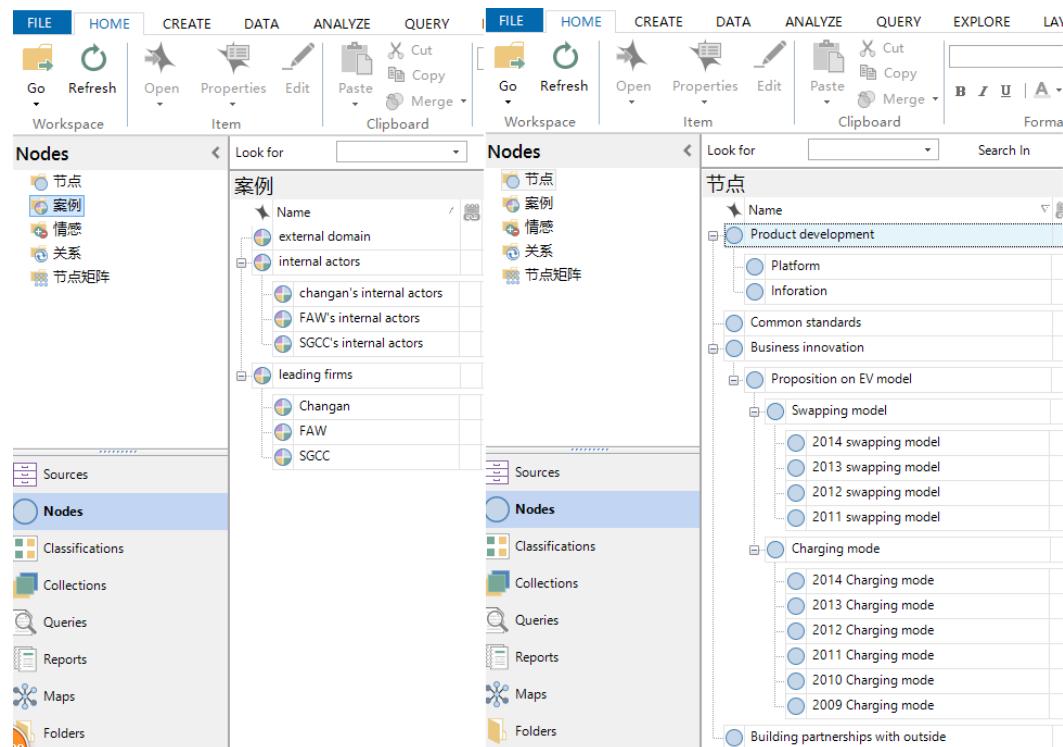 FILE HOME CREATE DATA ANALYZE QUERY
Go Refresh Open Properties Edit Paste Cut
Copy
Merge
Workspace Item Clipboard
Nodes
节点
案例
情感
关系
节点矩阵
Sources
Nodes
Classifications
Collections
Queries
Reports
Maps
Folders
Look for
案例
Name
external domain
internal actors
changan's internal actors
FAW's internal actors
SGCC's internal actors
leading firms
Changan
FAW
SGCC
FILE HOME CREATE DATA ANALYZE QUERY EXPLORE LAY
Go Refresh Open Properties Edit Paste Cut
Copy
Merge
B I U A
Workspace Item Clipboard Forma
Nodes
节点
案例
情感
关系
节点矩阵
Sources
Nodes
Classifications
Collections
Queries
Reports
Maps
Folders
Look for Search In
节点
Name
Product development
Platform
Inforation
Common standards
Business innovation
Proposition on EV model
Swapping model
2014 swapping model
2013 swapping model
2012 swapping model
2011 swapping model
Charging mode
2014 Charging mode
2013 Charging mode
2012 Charging mode
2011 Charging mode
2010 Charging mode
2009 Charging mode
Building partnerships with outside